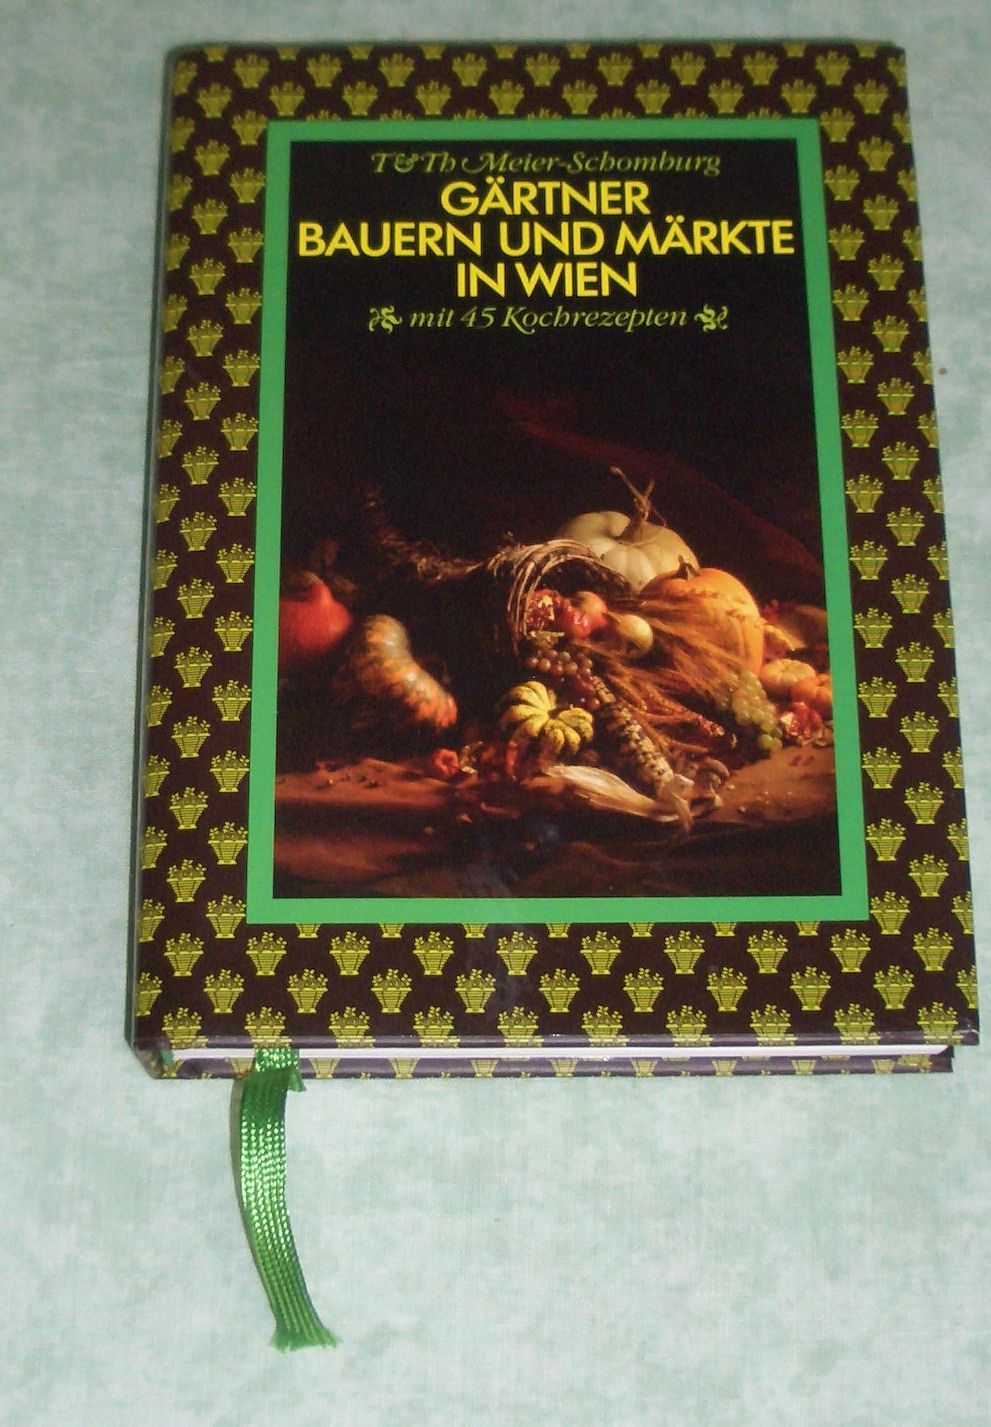 T&Th Meier-Schomburg
GÄRTNER
BAUERN UND MÄRKTE
IN WIEN
mit 45 Kochrezepten